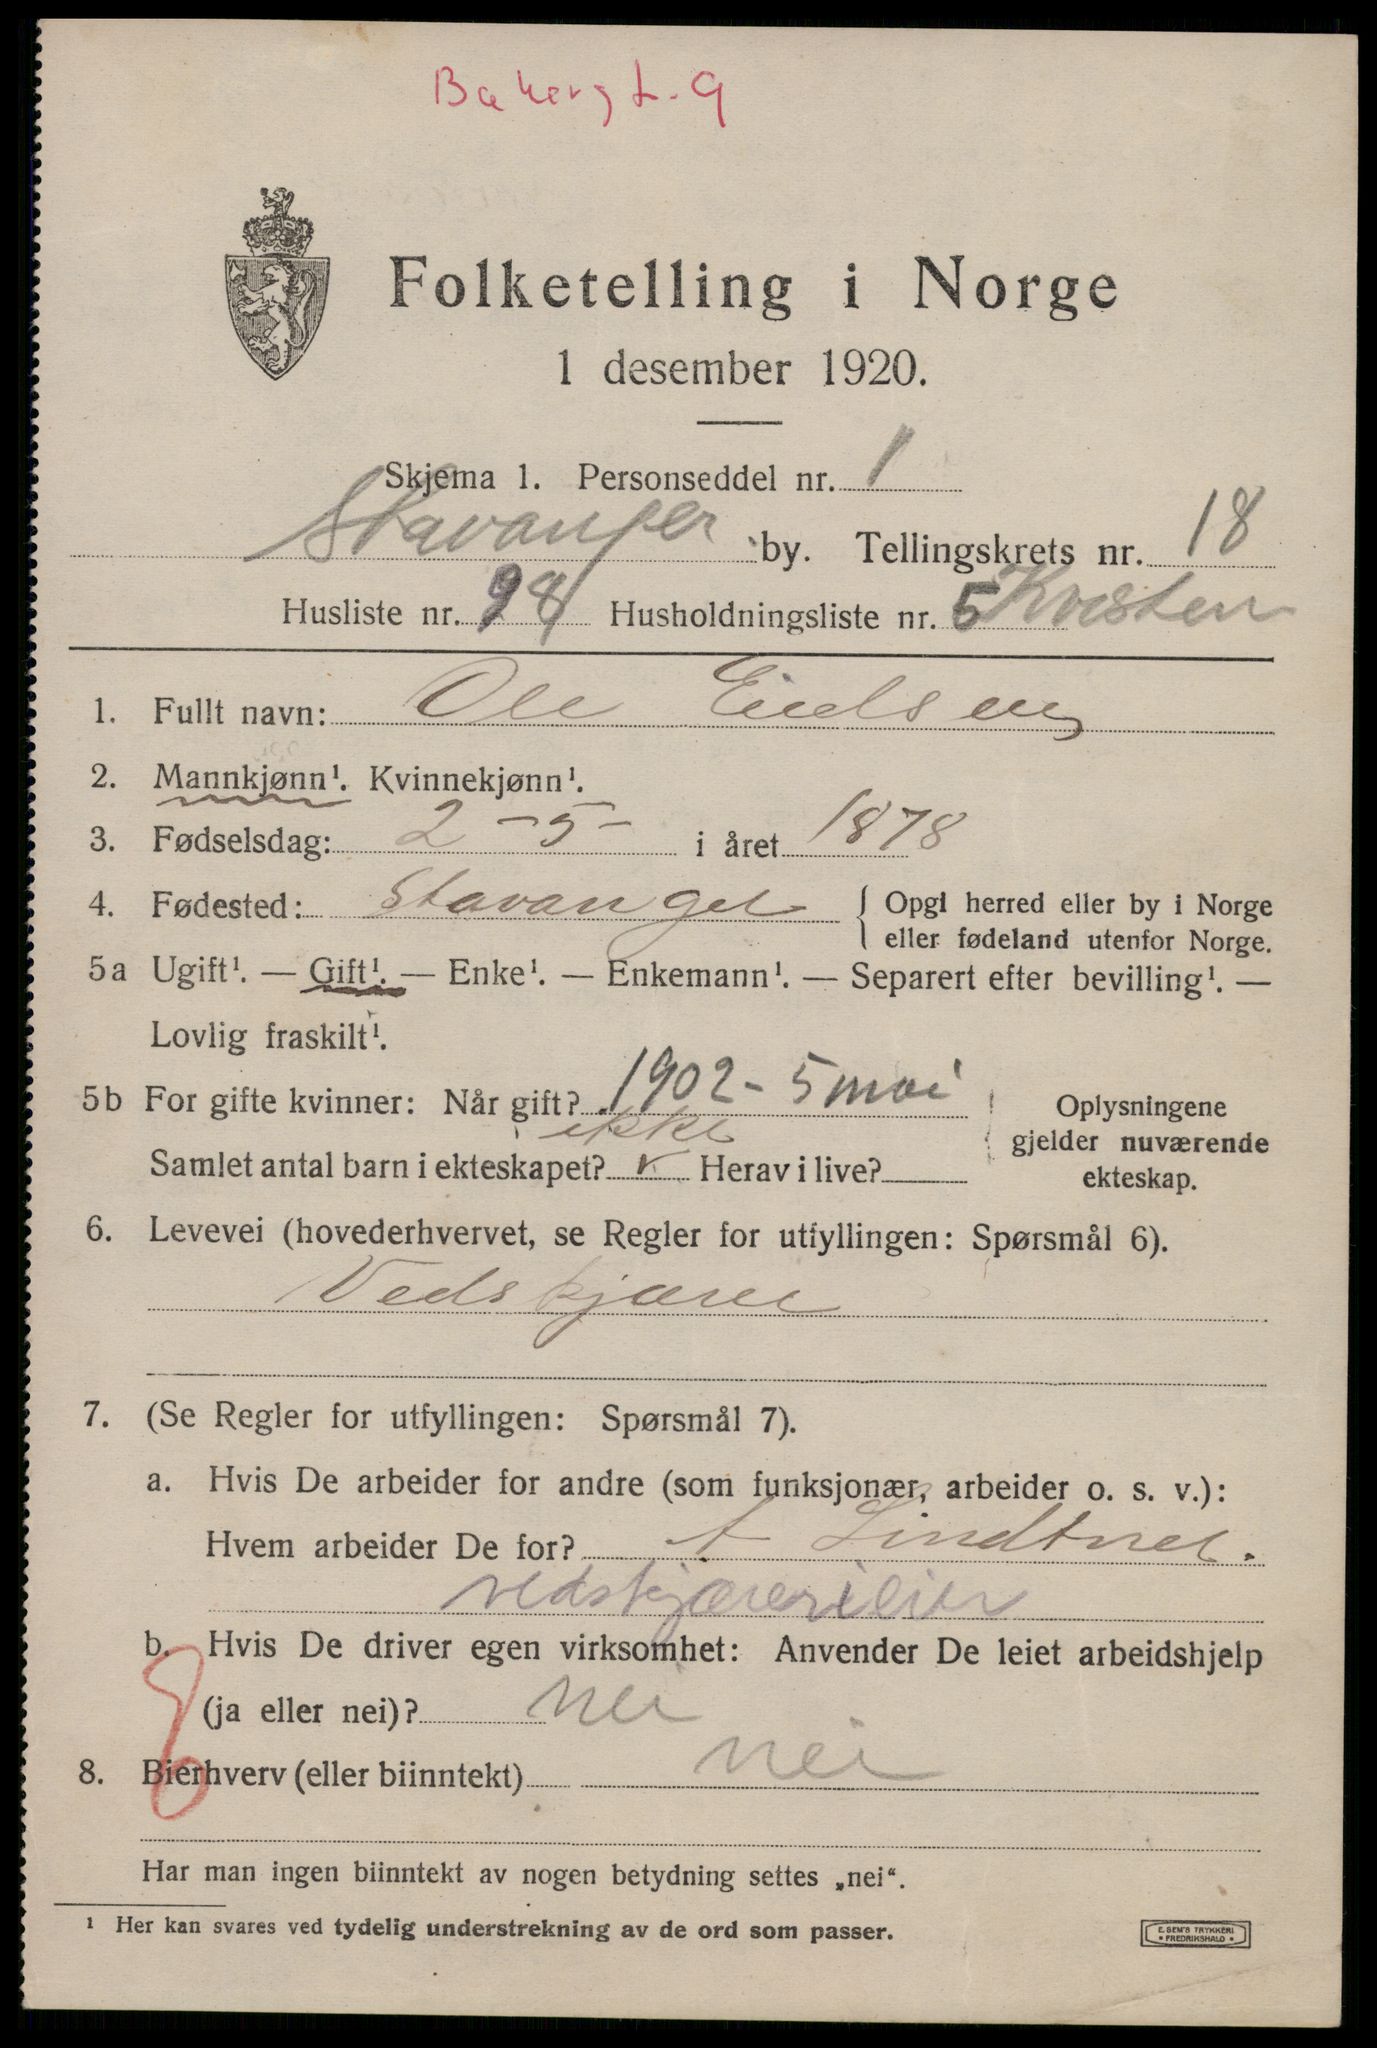 Bakergt. 9
Folketelling i Norge
1 desember 1920.
Skjema 1. Personseddel nr. 1
Stavanger by. Tellingskrets nr. 18
Husliste nr. 98 Husholdningsliste nr. 5 Kvisten
1. Fullt navn: Ole
2. Mannkjønn¹. Kvinnekjønn¹.
3. Fødselsdag: 2-5- i året 1878
4. Fødested: Stavanger { Opgi herred eller by i Norge
eller fødeland utenfor Norge.
5a Ugift¹. — Gift¹. — Enke¹. — Enkemann¹. — Separert efter bevilling¹. —
Lovlig fraskilt¹.
5b For gifte kvinner: Når gift? 1902 - 5 mai
ikke
Samlet antal barn i ekteskapet? Herav i live?
Oplysningene
gjelder nuværende
ekteskap.
6. Levevei (hovederhvervet, se Regler for utfyllingen: Spørsmål 6).
Vedskjærer
7. (Se Regler for utfyllingen: Spørsmål 7).
a. Hvis De arbeider for andre (som funksjonær, arbeider o. s. v.):
Hvem arbeider De for? A Lindtner.
b. Hvis De driver egen virksomhet: Anvender De leiet arbeidshjelp
(ja eller nei)? nei
8. Bierhverv (eller biinntekt) nei
Har man ingen biinntekt av nogen betydning settes „nei“.
¹ Her kan svares ved tydelig understrekning av de ord som passer.
E. SEM'S TRYKKERI
• FREDRIKSHALD •